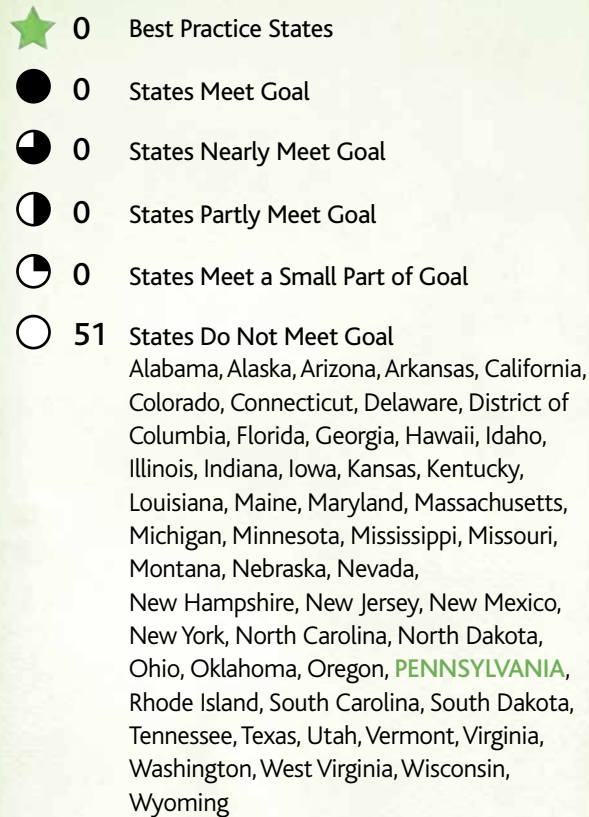 0 Best Practice States
0 States Meet Goal
0 States Nearly Meet Goal
0 States Partly Meet Goal
0 States Meet a Small Part of Goal
51 States Do Not Meet Goal
Alabama, Alaska, Arizona, Arkansas, California,
Colorado, Connecticut, Delaware, District of
Columbia, Florida, Georgia, Hawaii, Idaho,
Illinois, Indiana, Iowa, Kansas, Kentucky,
Louisiana, Maine, Maryland, Massachusetts,
Michigan, Minnesota, Mississippi, Missouri,
Montana, Nebraska, Nevada,
New Hampshire, New Jersey, New Mexico,
New York, North Carolina, North Dakota,
Ohio, Oklahoma, Oregon, PENNSYLVANIA,
Rhode Island, South Carolina, South Dakota,
Tennessee, Texas, Utah, Vermont, Virginia,
Washington, West Virginia, Wisconsin,
Wyoming